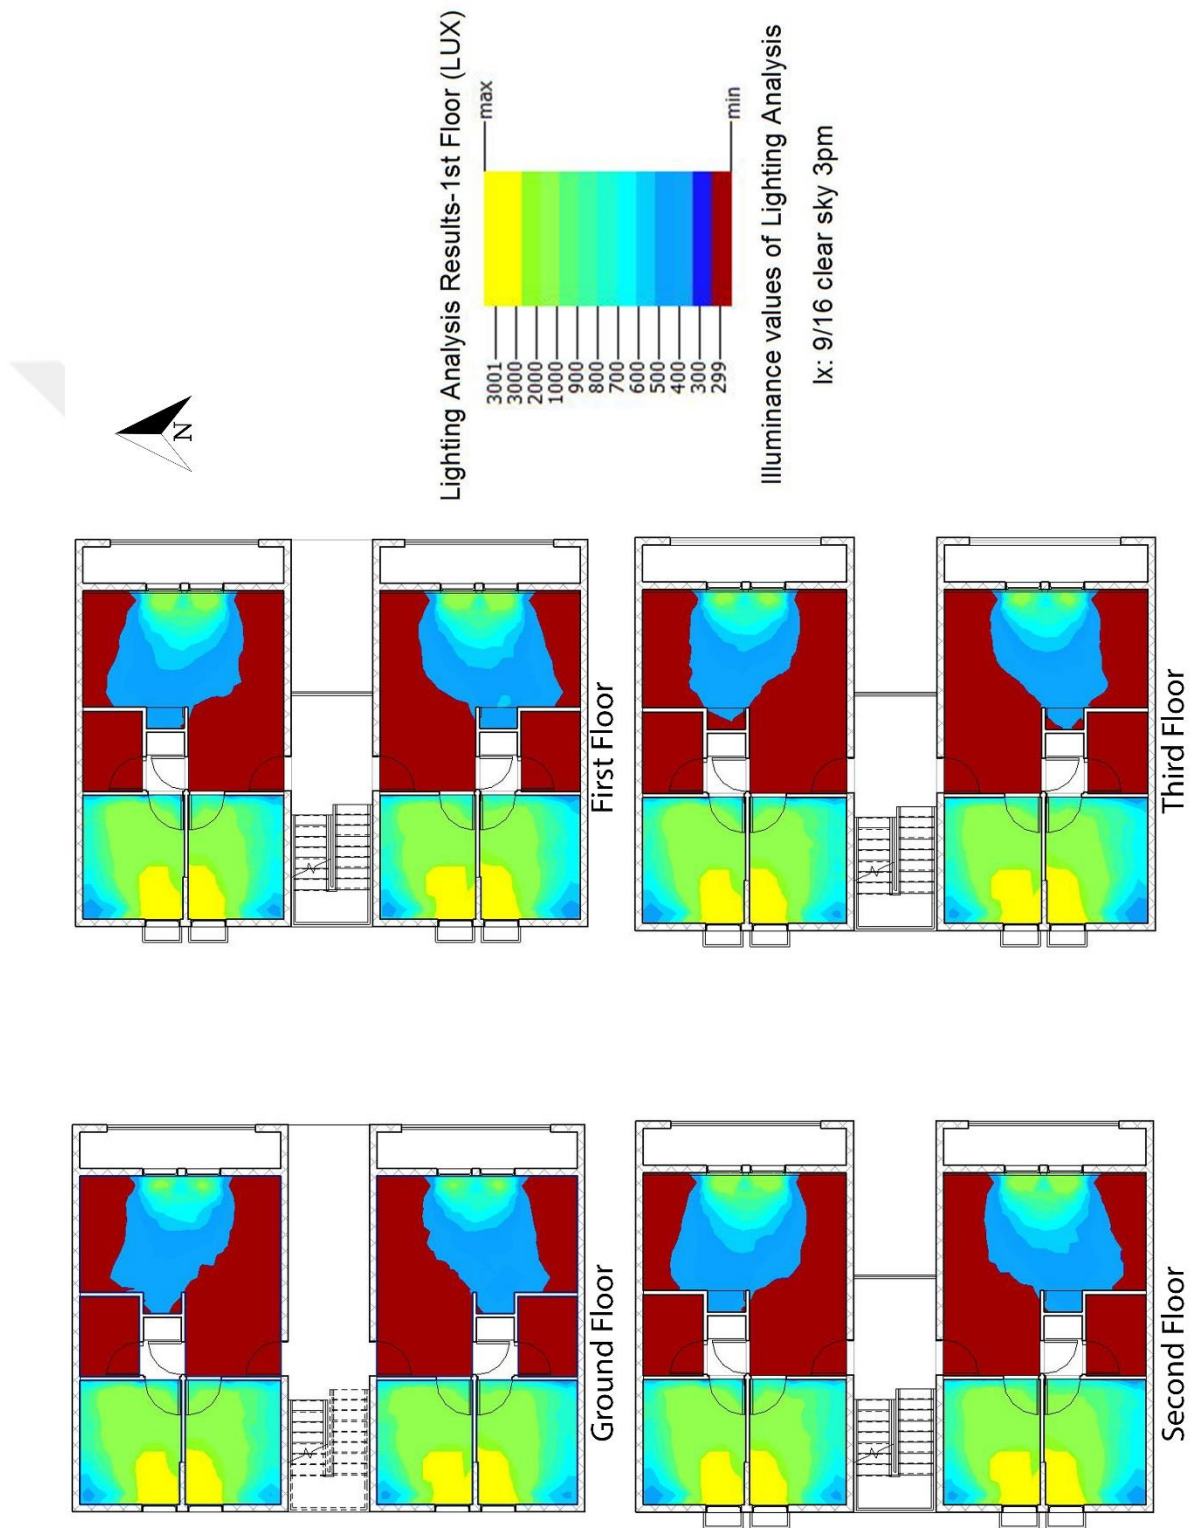 N
Lighting Analysis Results-1st Floor (LUX)
max
3001
3000
2000
1000
900
800
700
600
500
400
300
299
min
Illuminance values of Lighting Analysis
lx: 9/16 clear sky 3pm
First Floor
Third Floor
Ground Floor
Second Floor